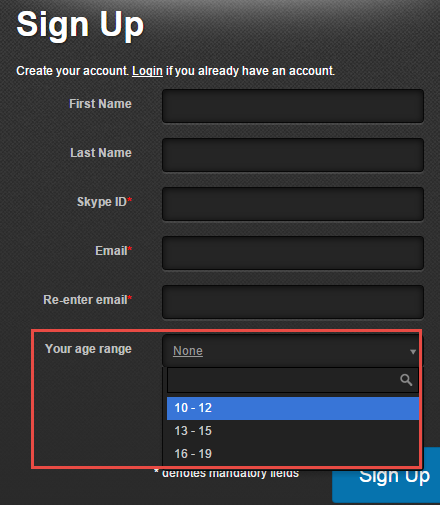 Sign Up
Create your account. Login if you already have an account.
First Name
Last Name
Skype ID*
Email*
Re-enter email*
Your age range None
10 - 12
13 - 15
16 - 19
* denotes mandatory fields
Sign Up